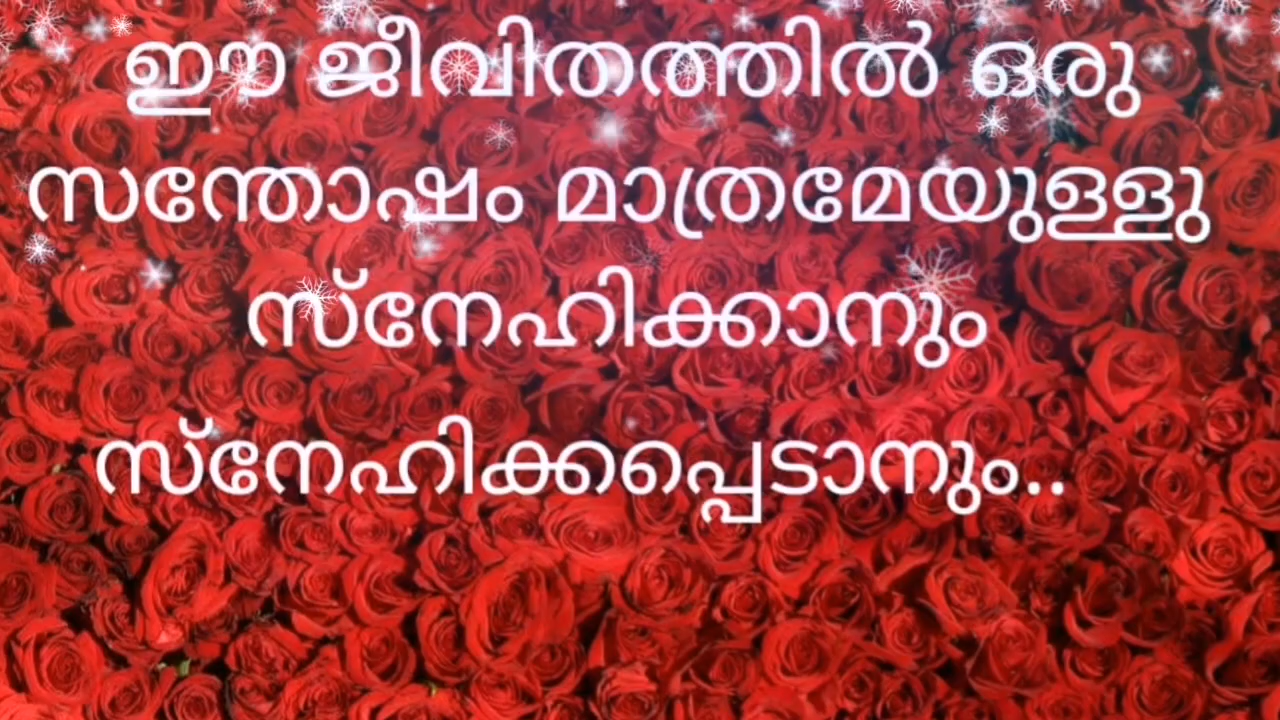 ഈ ജീവിതത്തിൽ ഒരു
സന്തോഷം മാത്രമേയുള്ളു
സ്നേഹിക്കാനും
സ്നേഹിക്കപ്പെടാനും..